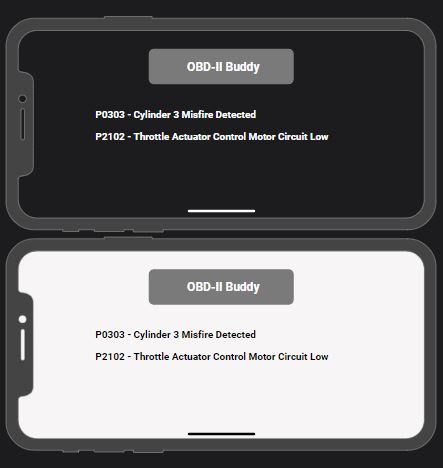 OBD-II Buddy
P0303 - Cylinder 3 Misfire Detected
P2102 - Throttle Actuator Control Motor Circuit Low
OBD-II Buddy
P0303 - Cylinder 3 Misfire Detected
P2102 - Throttle Actuator Control Motor Circuit Low